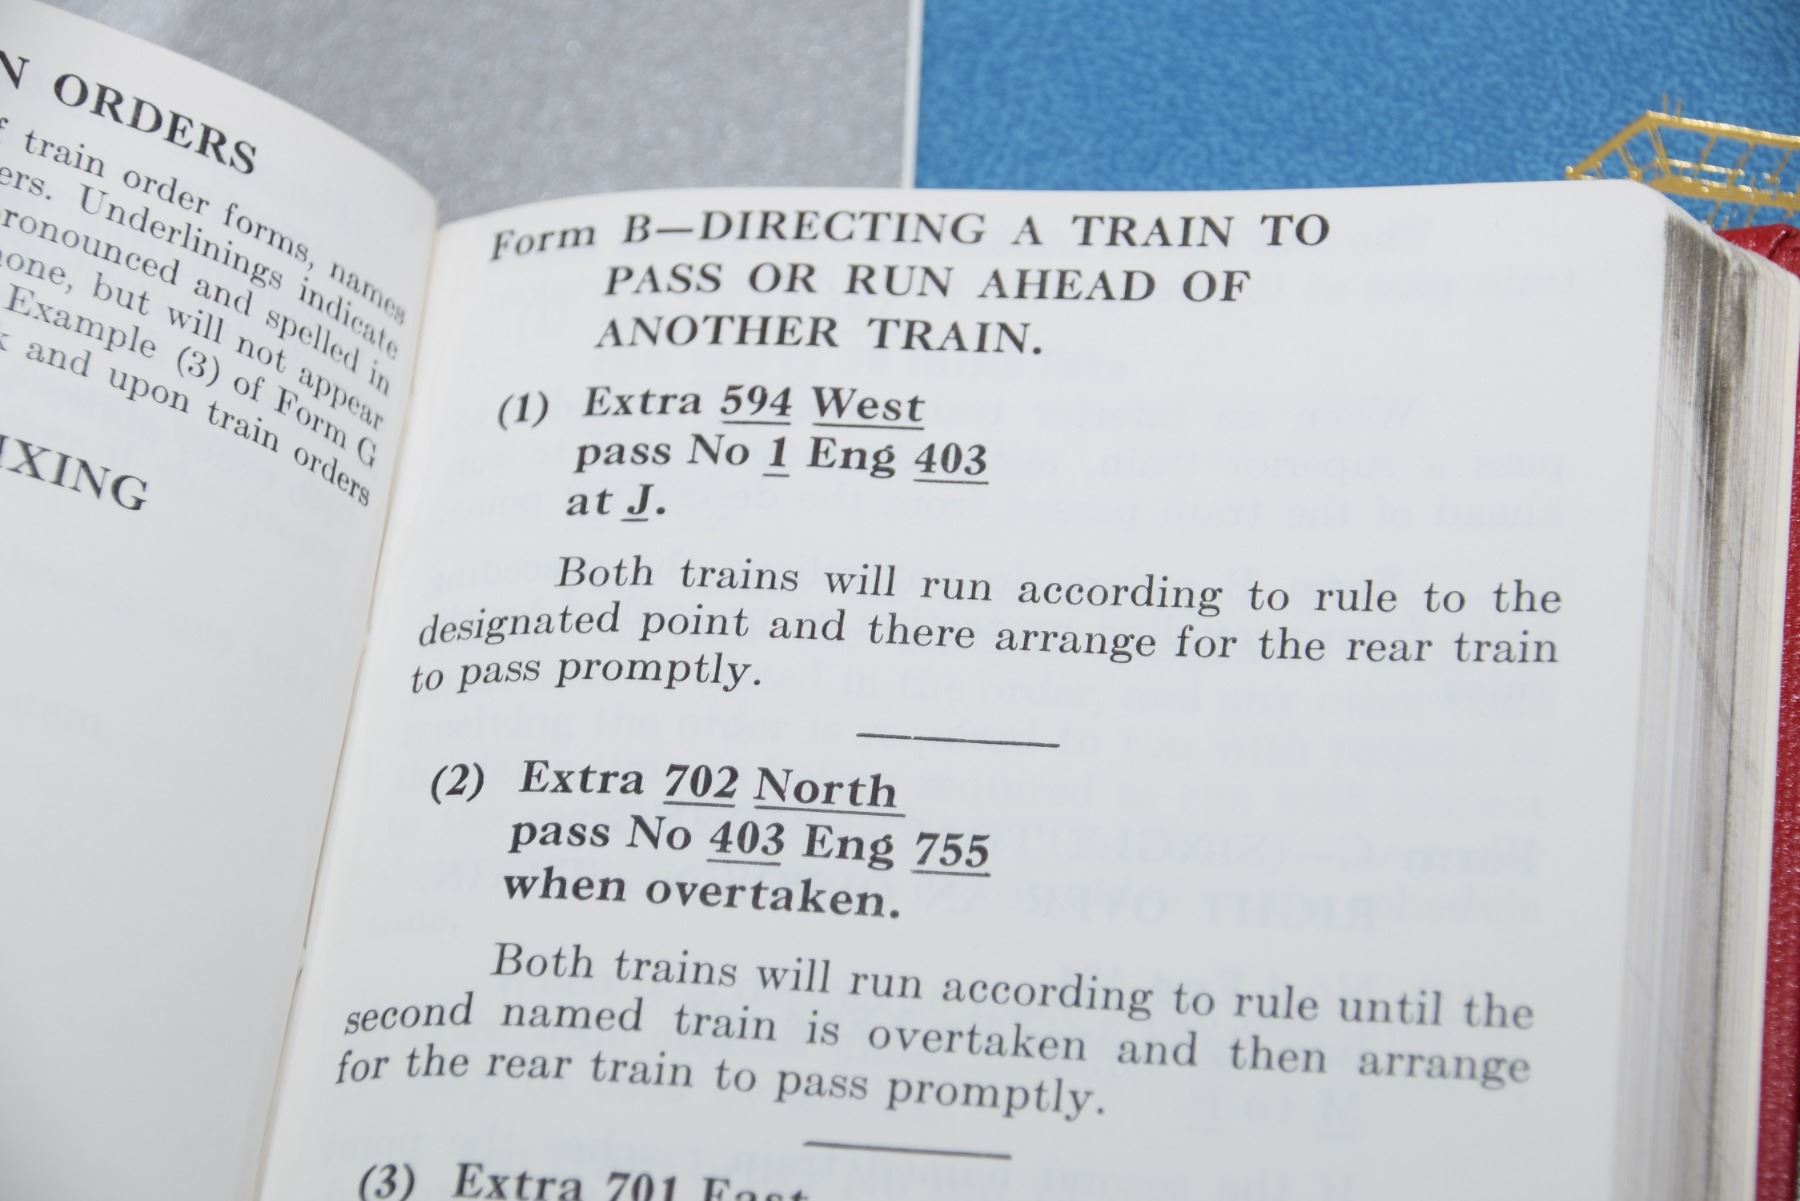 N ORDERS
train order forms, names
ers. Underlinings indicate
pronounced and spelled in
one, but will not appear
Example (3) of Form G
and upon train orders
IXING
Form B—DIRECTING A TRAIN TO
PASS OR RUN AHEAD OF
ANOTHER TRAIN.
(1) Extra 594 West
pass No 1 Eng 403
at J.
Both trains will run according to rule to the
designated point and there arrange for the rear train
to pass promptly.
(2) Extra 702 North
pass No 403 Eng 755
when overtaken.
Both trains will run according to rule until the
second named train is overtaken and then arrange
for the rear train to pass promptly.
(3) Extra 701 East